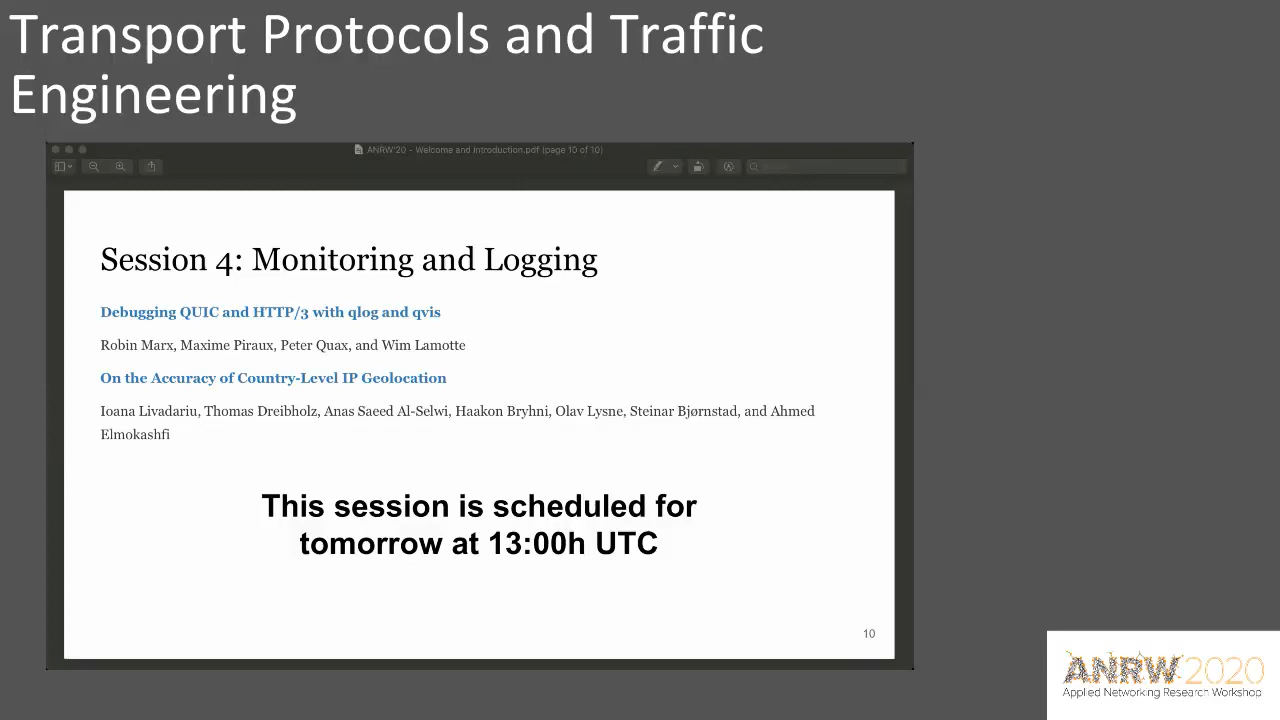 Transport Protocols and Traffic
Engineering
ANRW'20 - Welcome and Introduction.pdf (page 10 of 10)
Session 4: Monitoring and Logging
Debugging QUIC and HTTP/3 with qlog and qvis
Robin Marx, Maxime Piraux, Peter Quax, and Wim Lamotte
On the Accuracy of Country-Level IP Geolocation
Ioana Livadariu, Thomas Dreibholz, Anas Saeed Al-Selwi, Haakon Bryhni, Olav Lysne, Steinar Bjørnstad, and Ahmed
Elmokashfi
This session is scheduled for
tomorrow at 13:00h UTC
10
ANRW2020
Applied Networking Research Workshop